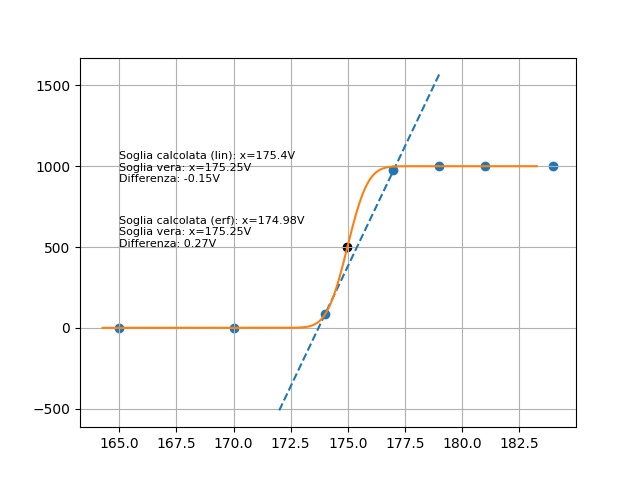 1500
1000
500
0
−500
Soglia calcolata (lin): x=175.4V
Soglia vera: x=175.25V
Differenza: -0.15V
Soglia calcolata (erf): x=174.98V
Soglia vera: x=175.25V
Differenza: 0.27V
165.0 167.5 170.0 172.5 175.0 177.5 180.0 182.5